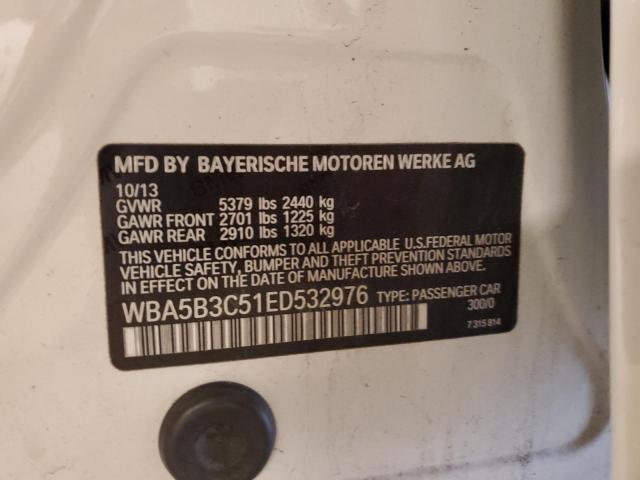 MFD BY BAYERISCHE MOTOREN WERKE AG
10/13
GVWR 5379 lbs 2440 kg
GAWR FRONT 2701 lbs 1225 kg
GAWR REAR 2910 lbs 1320 kg
THIS VEHICLE CONFORMS TO ALL APPLICABLE U.S.FEDERAL MOTOR
VEHICLE SAFETY, BUMPER AND THEFT PREVENTION STANDARDS
IN EFFECT ON THE DATE OF MANUFACTURE SHOWN ABOVE.
WBA5B3C51ED532976 TYPE: PASSENGER CAR
300/0
7315814